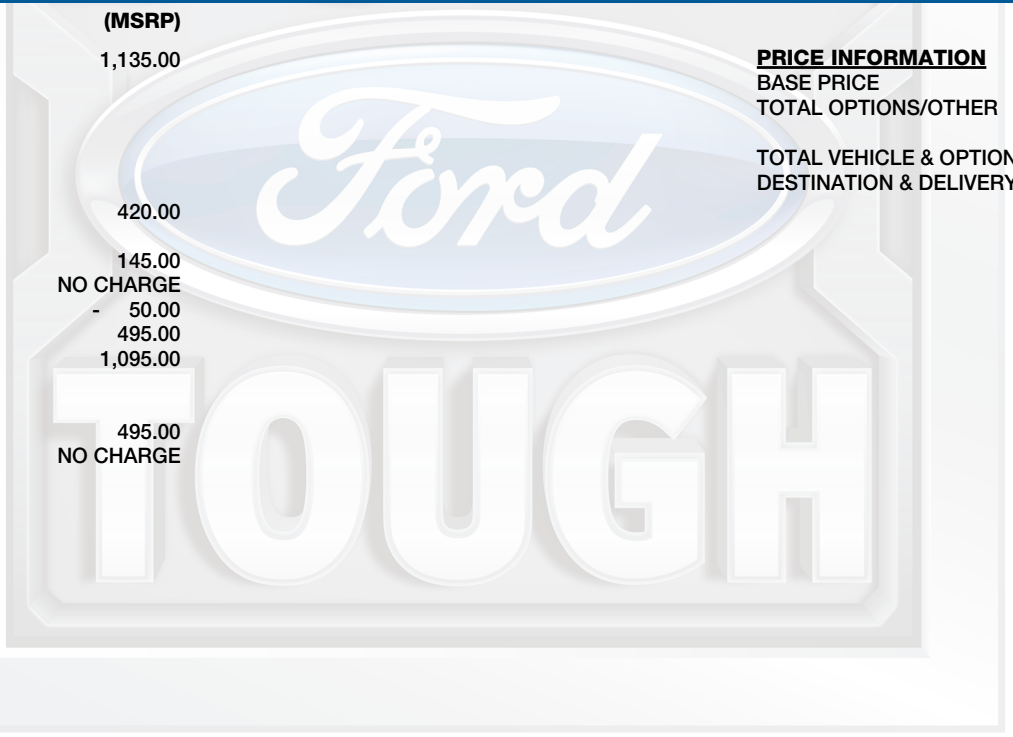 (MSRP)
1,135.00
420.00
145.00
NO CHARGE
- 50.00
495.00
1,095.00
495.00
NO CHARGE
PRICE INFORMATION
BASE PRICE
TOTAL OPTIONS/OTHER
TOTAL VEHICLE & OPTION
DESTINATION & DELIVERY
Ford
TOUGH